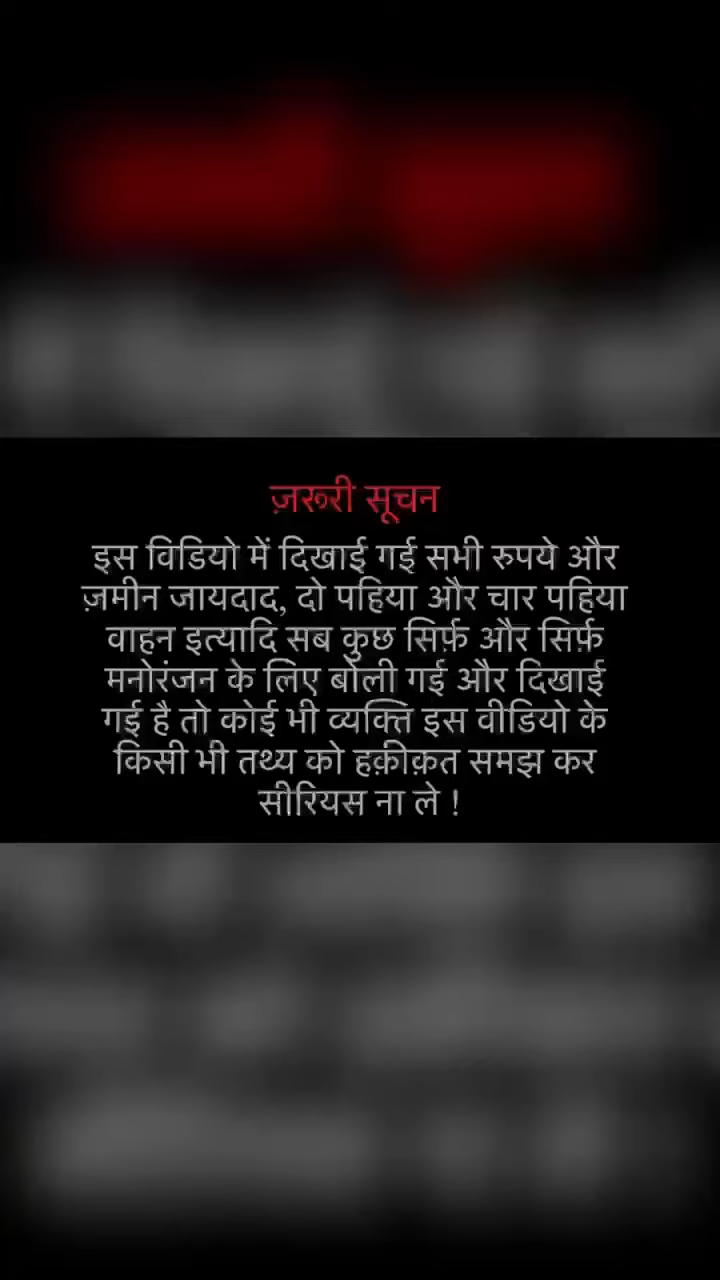 ज़रूरी सूचन
इस विडियो में दिखाई गई सभी रुपये और
ज़मीन जायदाद, दो पहिया और चार पहिया
वाहन इत्यादि सब कुछ सिर्फ़ और सिर्फ़
मनोरंजन के लिए बोली गई और दिखाई
गई है तो कोई भी व्यक्ति इस वीडियो के
किसी भी तथ्य को हक़ीक़त समझ कर
सीरियस ना ले !